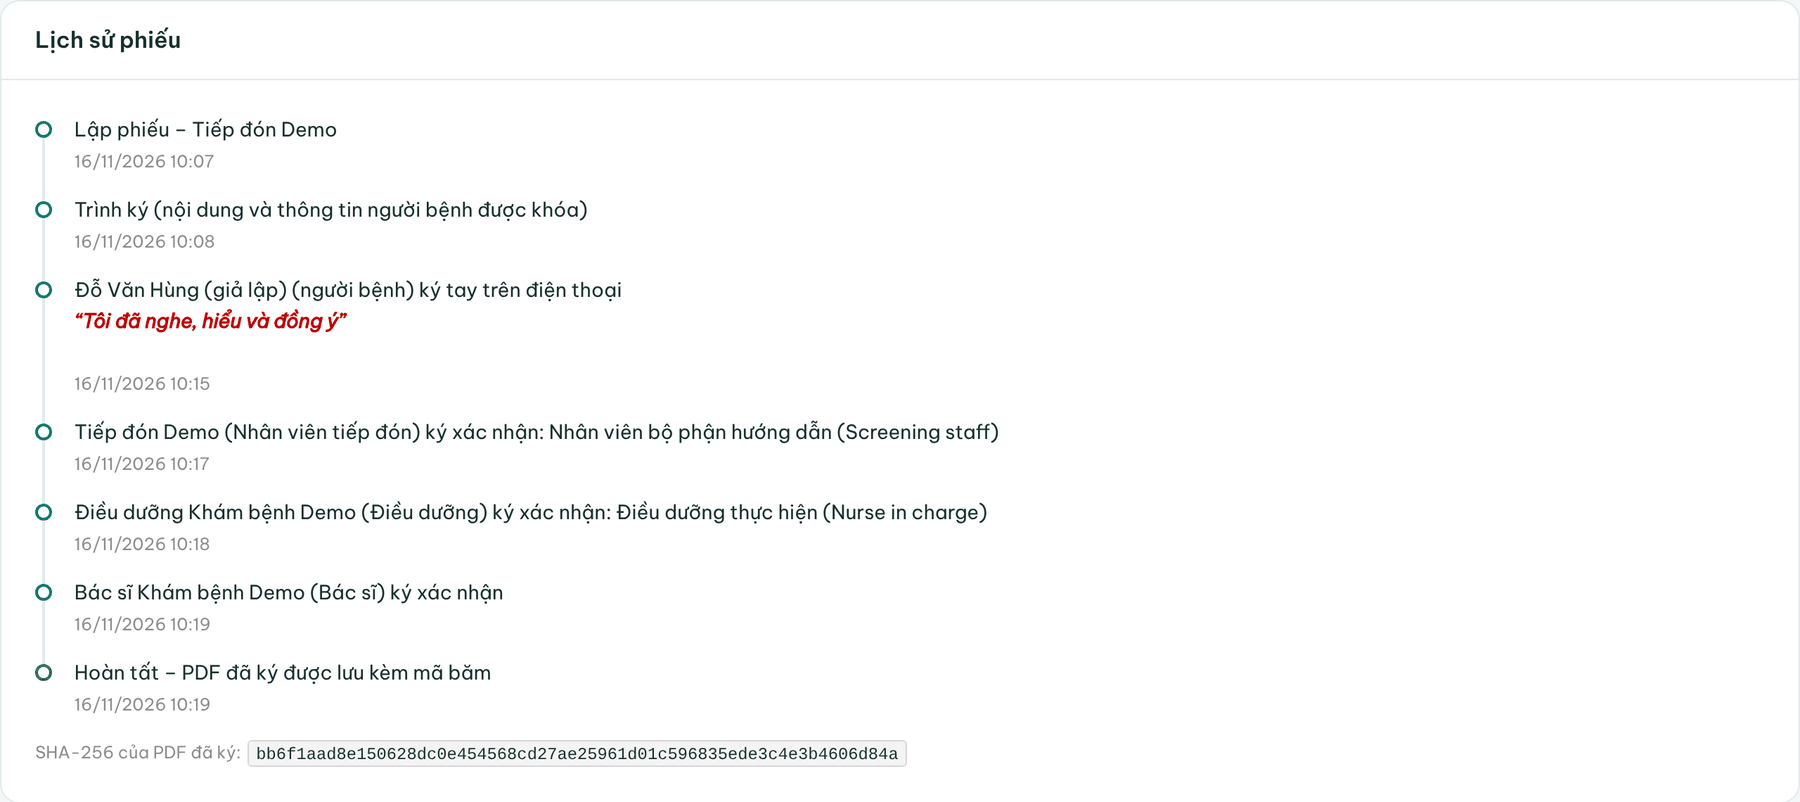 Lịch sử phiếu
Lập phiếu – Tiếp đón Demo
16/11/2026 10:07
Trình ký (nội dung và thông tin người bệnh được khóa)
16/11/2026 10:08
Đỗ Văn Hùng (giả lập) (người bệnh) ký tay trên điện thoại
“Tôi đã nghe, hiểu và đồng ý”
16/11/2026 10:15
Tiếp đón Demo (Nhân viên tiếp đón) ký xác nhận: Nhân viên bộ phận hướng dẫn (Screening staff)
16/11/2026 10:17
Điều dưỡng Khám bệnh Demo (Điều dưỡng) ký xác nhận: Điều dưỡng thực hiện (Nurse in charge)
16/11/2026 10:18
Bác sĩ Khám bệnh Demo (Bác sĩ) ký xác nhận
16/11/2026 10:19
Hoàn tất – PDF đã ký được lưu kèm mã băm
16/11/2026 10:19
SHA-256 của PDF đã ký: bb6f1aad8e150628dc0e454568cd27ae25961d01c596835ede3c4e3b4606d84a